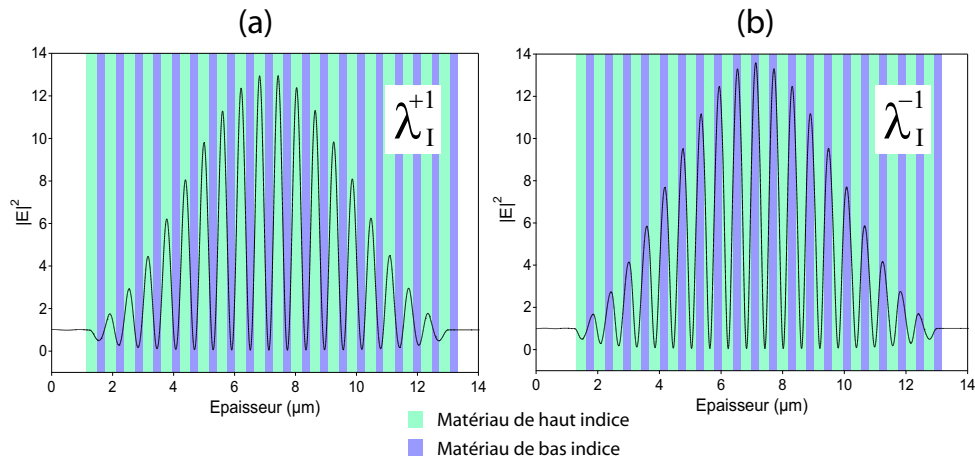 (a)
(b)
14
12
10
8
6
4
2
0
|E|²
λ_I^{+1}
0 2 4 6 8 10 12 14
Epaisseur (µm)
14
12
10
8
6
4
2
0
|E|²
λ_I^{-1}
0 2 4 6 8 10 12 14
Epaisseur (µm)
Matériau de haut indice
Matériau de bas indice